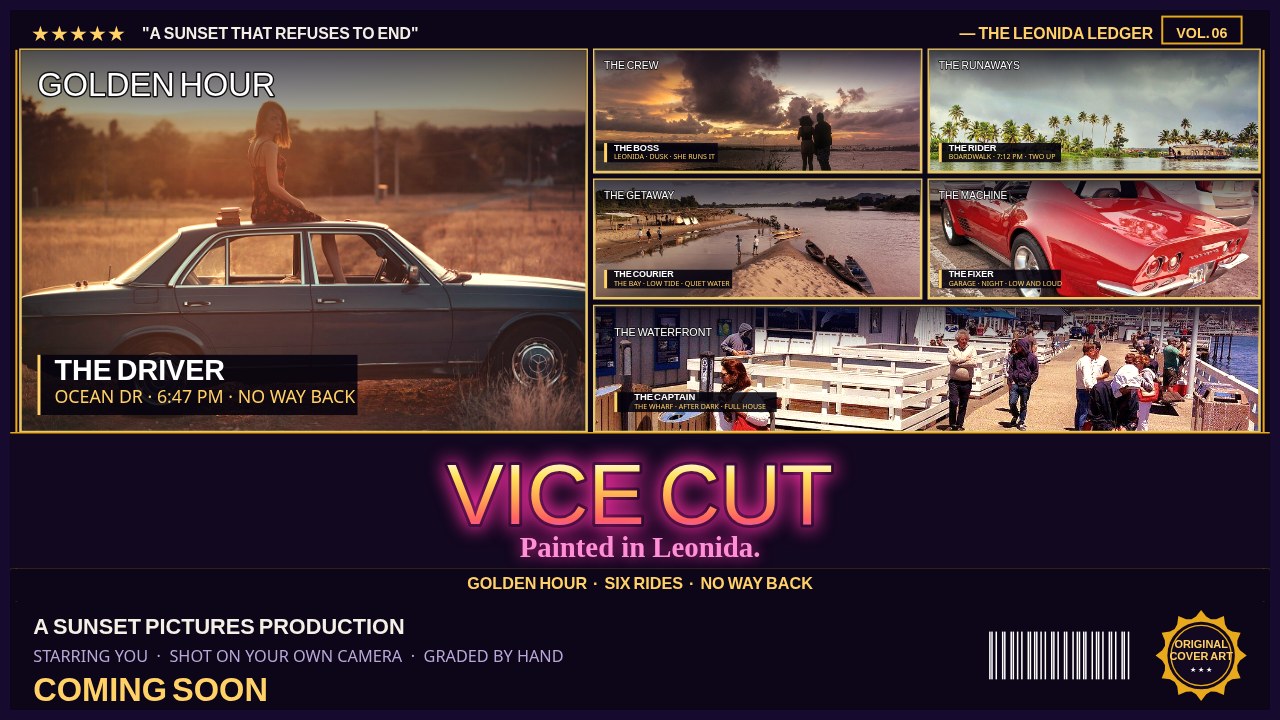 ★★★★★ "A SUNSET THAT REFUSES TO END"
— THE LEONIDA LEDGER
VOL. 06
GOLDEN HOUR
THE DRIVER
OCEAN DR · 6:47 PM · NO WAY BACK
THE CREW
THE BOSS
LEONIDA · DUSK · SHE RUNS IT
THE RUNAWAYS
THE RIDER
BOARDWALK · 7:12 PM · TWO UP
THE GETAWAY
THE COURIER
THE BAY · LOW TIDE · QUIET WATER
THE MACHINE
THE FIXER
GARAGE · NIGHT · LOW AND LOUD
THE WATERFRONT
THE CAPTAIN
THE WHARF · AFTER DARK · FULL HOUSE
VICE CUT
Painted in Leonida.
GOLDEN HOUR · SIX RIDES · NO WAY BACK
A SUNSET PICTURES PRODUCTION
STARRING YOU · SHOT ON YOUR OWN CAMERA · GRADED BY HAND
COMING SOON
ORIGINAL
COVER ART
★ ★ ★